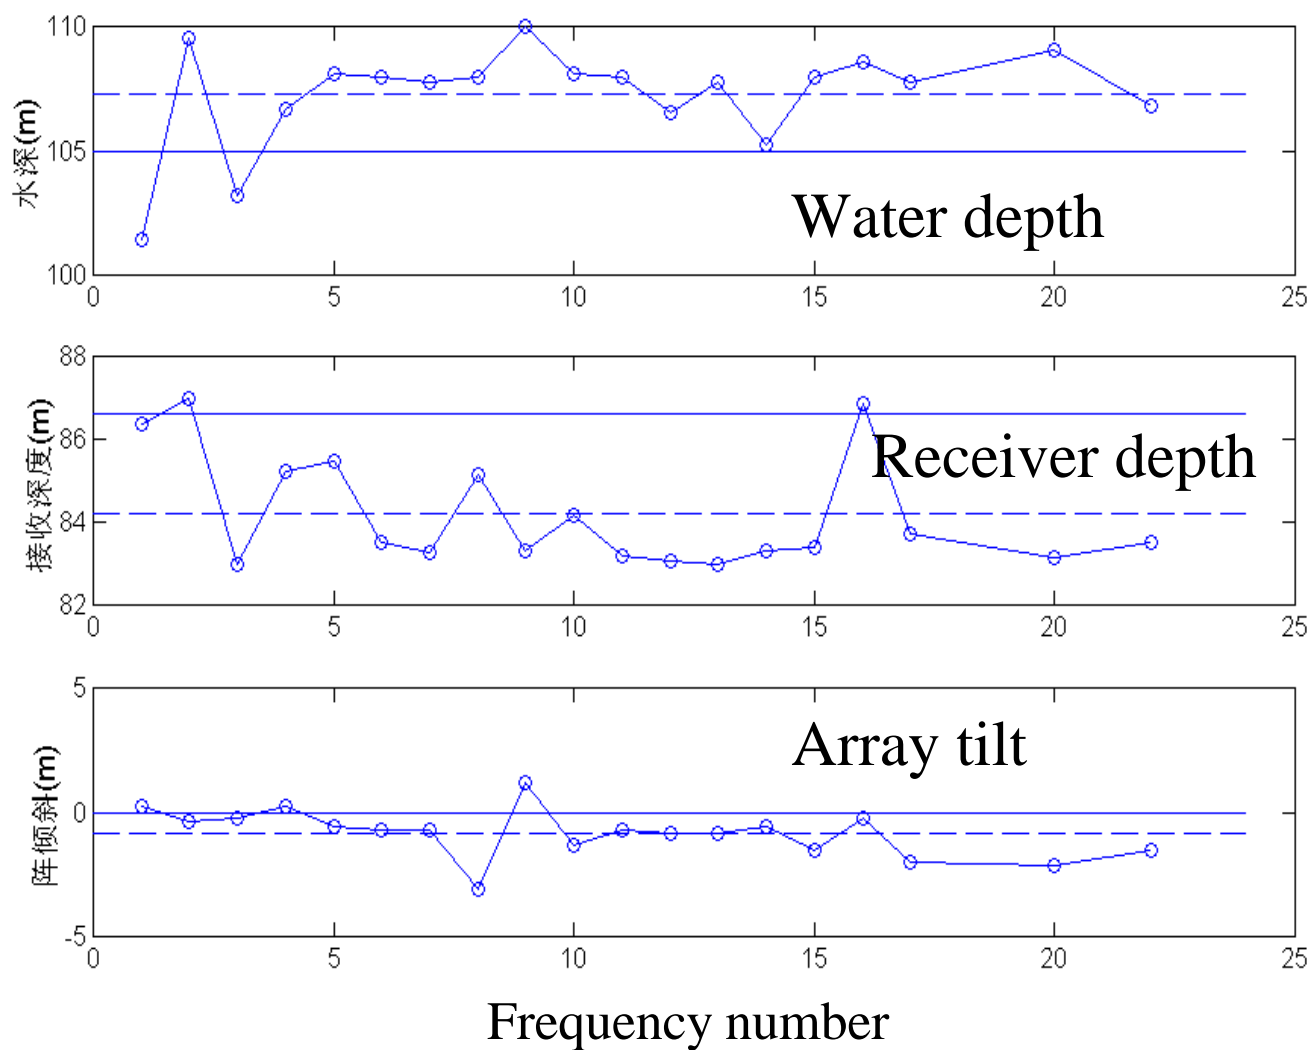 110
105
100
水深(m)
Water depth
0 5 10 15 20 25
88
86
84
82
接收深度(m)
Receiver depth
0 5 10 15 20 25
5
0
-5
阵倾斜(m)
Array tilt
0 5 10 15 20 25
Frequency number